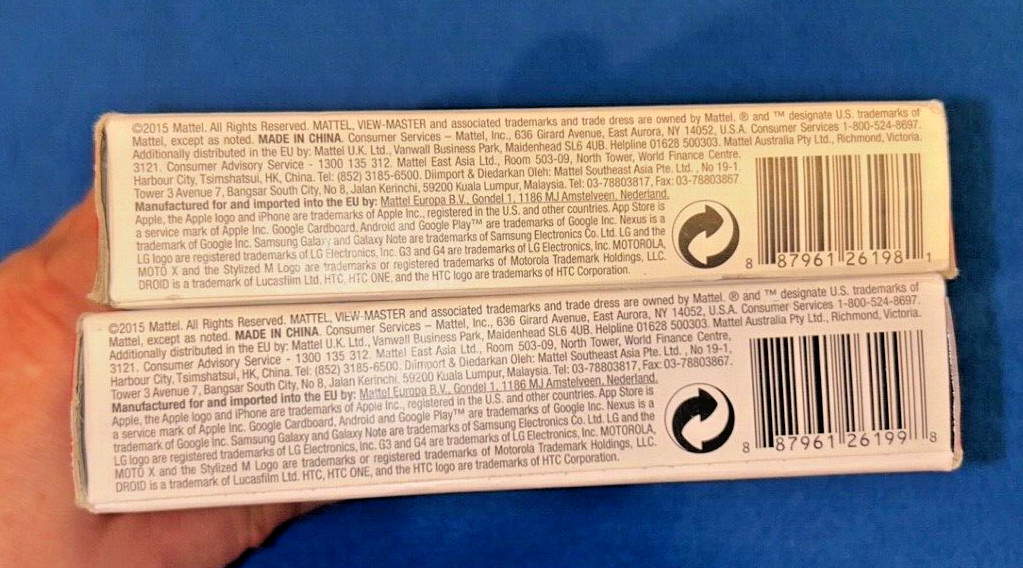 ©2015 Mattel. All Rights Reserved. MATTEL, VIEW-MASTER and associated trademarks and trade dress are owned by Mattel. ® and ™ designate U.S. trademarks of
Mattel, except as noted. MADE IN CHINA. Consumer Services – Mattel, Inc., 636 Girard Avenue, East Aurora, NY 14052, U.S.A. Consumer Services 1-800-524-8697.
Additionally distributed in the EU by: Mattel U.K. Ltd., Vanwall Business Park, Maidenhead SL6 4UB. Helpline 01628 500303. Mattel Australia Pty Ltd., Richmond, Victoria.
3121. Consumer Advisory Service - 1300 135 312. Mattel East Asia Ltd., Room 503-09, North Tower, World Finance Centre,
Harbour City, Tsimshatsui, HK, China. Tel: (852) 3185-6500. Diimport & Diedarkan Oleh: Mattel Southeast Asia Pte. Ltd. , No 19-1,
Tower 3 Avenue 7, Bangsar South City, No 8, Jalan Kerinchi, 59200 Kuala Lumpur, Malaysia. Tel: 03-78803817, Fax: 03-78803867.
Manufactured for and imported into the EU by: Mattel Europa B.V., Gondel 1, 1186 MJ Amstelveen, Nederland.
Apple, the Apple logo and iPhone are trademarks of Apple Inc., registered in the U.S. and other countries. App Store is
a service mark of Apple Inc. Google Cardboard, Android and Google Play™ are trademarks of Google Inc. Nexus is a
trademark of Google Inc. Samsung Galaxy and Galaxy Note are trademarks of Samsung Electronics Co. Ltd. LG and the
LG logo are registered trademarks of LG Electronics, Inc. G3 and G4 are trademarks of LG Electronics, Inc. MOTOROLA,
MOTO X and the Stylized M Logo are trademarks or registered trademarks of Motorola Trademark Holdings, LLC.
DROID is a trademark of Lucasfilm Ltd. HTC, HTC ONE, and the HTC logo are trademarks of HTC Corporation.
8 87961 26198 1
©2015 Mattel. All Rights Reserved. MATTEL, VIEW-MASTER and associated trademarks and trade dress are owned by Mattel. ® and ™ designate U.S. trademarks of
Mattel, except as noted. MADE IN CHINA. Consumer Services – Mattel, Inc., 636 Girard Avenue, East Aurora, NY 14052, U.S.A. Consumer Services 1-800-524-8697.
Additionally distributed in the EU by: Mattel U.K. Ltd., Vanwall Business Park, Maidenhead SL6 4UB. Helpline 01628 500303. Mattel Australia Pty Ltd., Richmond, Victoria.
3121. Consumer Advisory Service - 1300 135 312. Mattel East Asia Ltd., Room 503-09, North Tower, World Finance Centre,
Harbour City, Tsimshatsui, HK, China. Tel: (852) 3185-6500. Diimport & Diedarkan Oleh: Mattel Southeast Asia Pte. Ltd. , No 19-1,
Tower 3 Avenue 7, Bangsar South City, No 8, Jalan Kerinchi, 59200 Kuala Lumpur, Malaysia. Tel: 03-78803817, Fax: 03-78803867.
Manufactured for and imported into the EU by: Mattel Europa B.V., Gondel 1, 1186 MJ Amstelveen, Nederland.
Apple, the Apple logo and iPhone are trademarks of Apple Inc., registered in the U.S. and other countries. App Store is
a service mark of Apple Inc. Google Cardboard, Android and Google Play™ are trademarks of Google Inc. Nexus is a
trademark of Google Inc. Samsung Galaxy and Galaxy Note are trademarks of Samsung Electronics Co. Ltd. LG and the
LG logo are registered trademarks of LG Electronics, Inc. G3 and G4 are trademarks of LG Electronics, Inc. MOTOROLA,
MOTO X and the Stylized M Logo are trademarks or registered trademarks of Motorola Trademark Holdings, LLC.
DROID is a trademark of Lucasfilm Ltd. HTC, HTC ONE, and the HTC logo are trademarks of HTC Corporation.
8 87961 26199 8